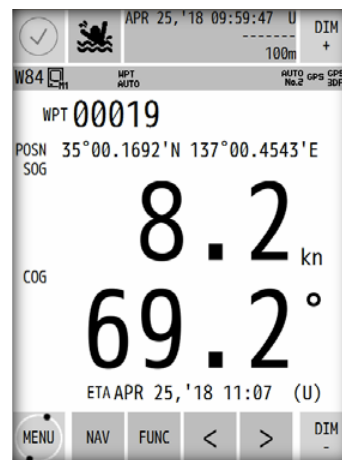 APR 25, '18 09:59:47 U
-------
100m
DIM
+
W84 M1 WPT AUTO AUTO No.2 GPS GPS 3DF
WPT 00019
POSN 35°00.1692'N 137°00.4543'E
SOG
8.2 kn
COG
69.2°
ETA APR 25, '18 11:07 (U)
MENU NAV FUNC < > DIM
-